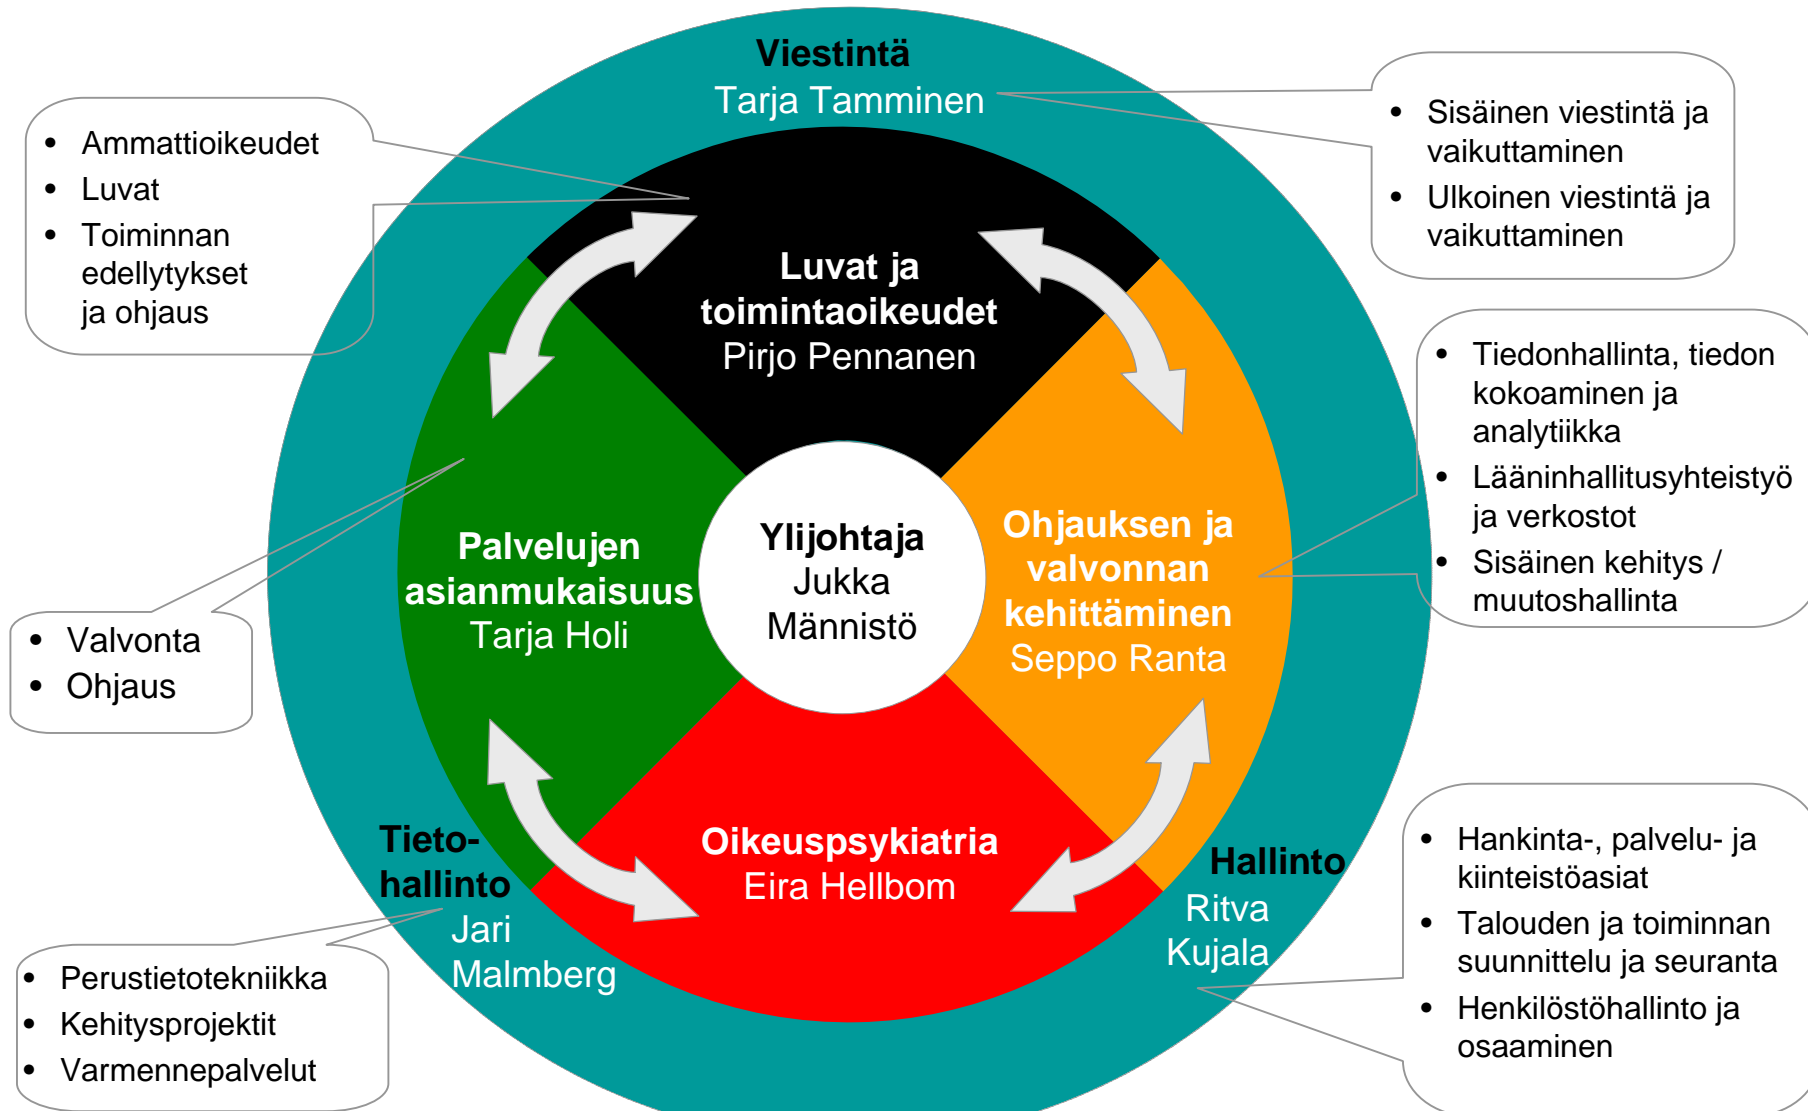 Viestintä
Tarja Tamminen
• Sisäinen viestintä ja
vaikuttaminen
• Ulkoinen viestintä ja
vaikuttaminen
• Ammattioikeudet
• Luvat
• Toiminnan
edellytykset
ja ohjaus
Luvat ja
toimintaoikeudet
Pirjo Pennanen
• Tiedonhallinta, tiedon
kokoaminen ja
analytiikka
• Lääninhallitusyhteistyö
ja verkostot
• Sisäinen kehitys /
muutoshallinta
Palvelujen
asianmukaisuus
Tarja Holi
Ylijohtaja
Jukka
Männistö
Ohjauksen ja
valvonnan
kehittäminen
Seppo Ranta
• Valvonta
• Ohjaus
Oikeuspsykiatria
Eira Hellbom
Tieto-
hallinto
Jari
Malmberg
Hallinto
Ritva
Kujala
• Perustietotekniikka
• Kehitysprojektit
• Varmennepalvelut
• Hankinta-, palvelu- ja
kiinteistöasiat
• Talouden ja toiminnan
suunnittelu ja seuranta
• Henkilöstöhallinto ja
osaaminen